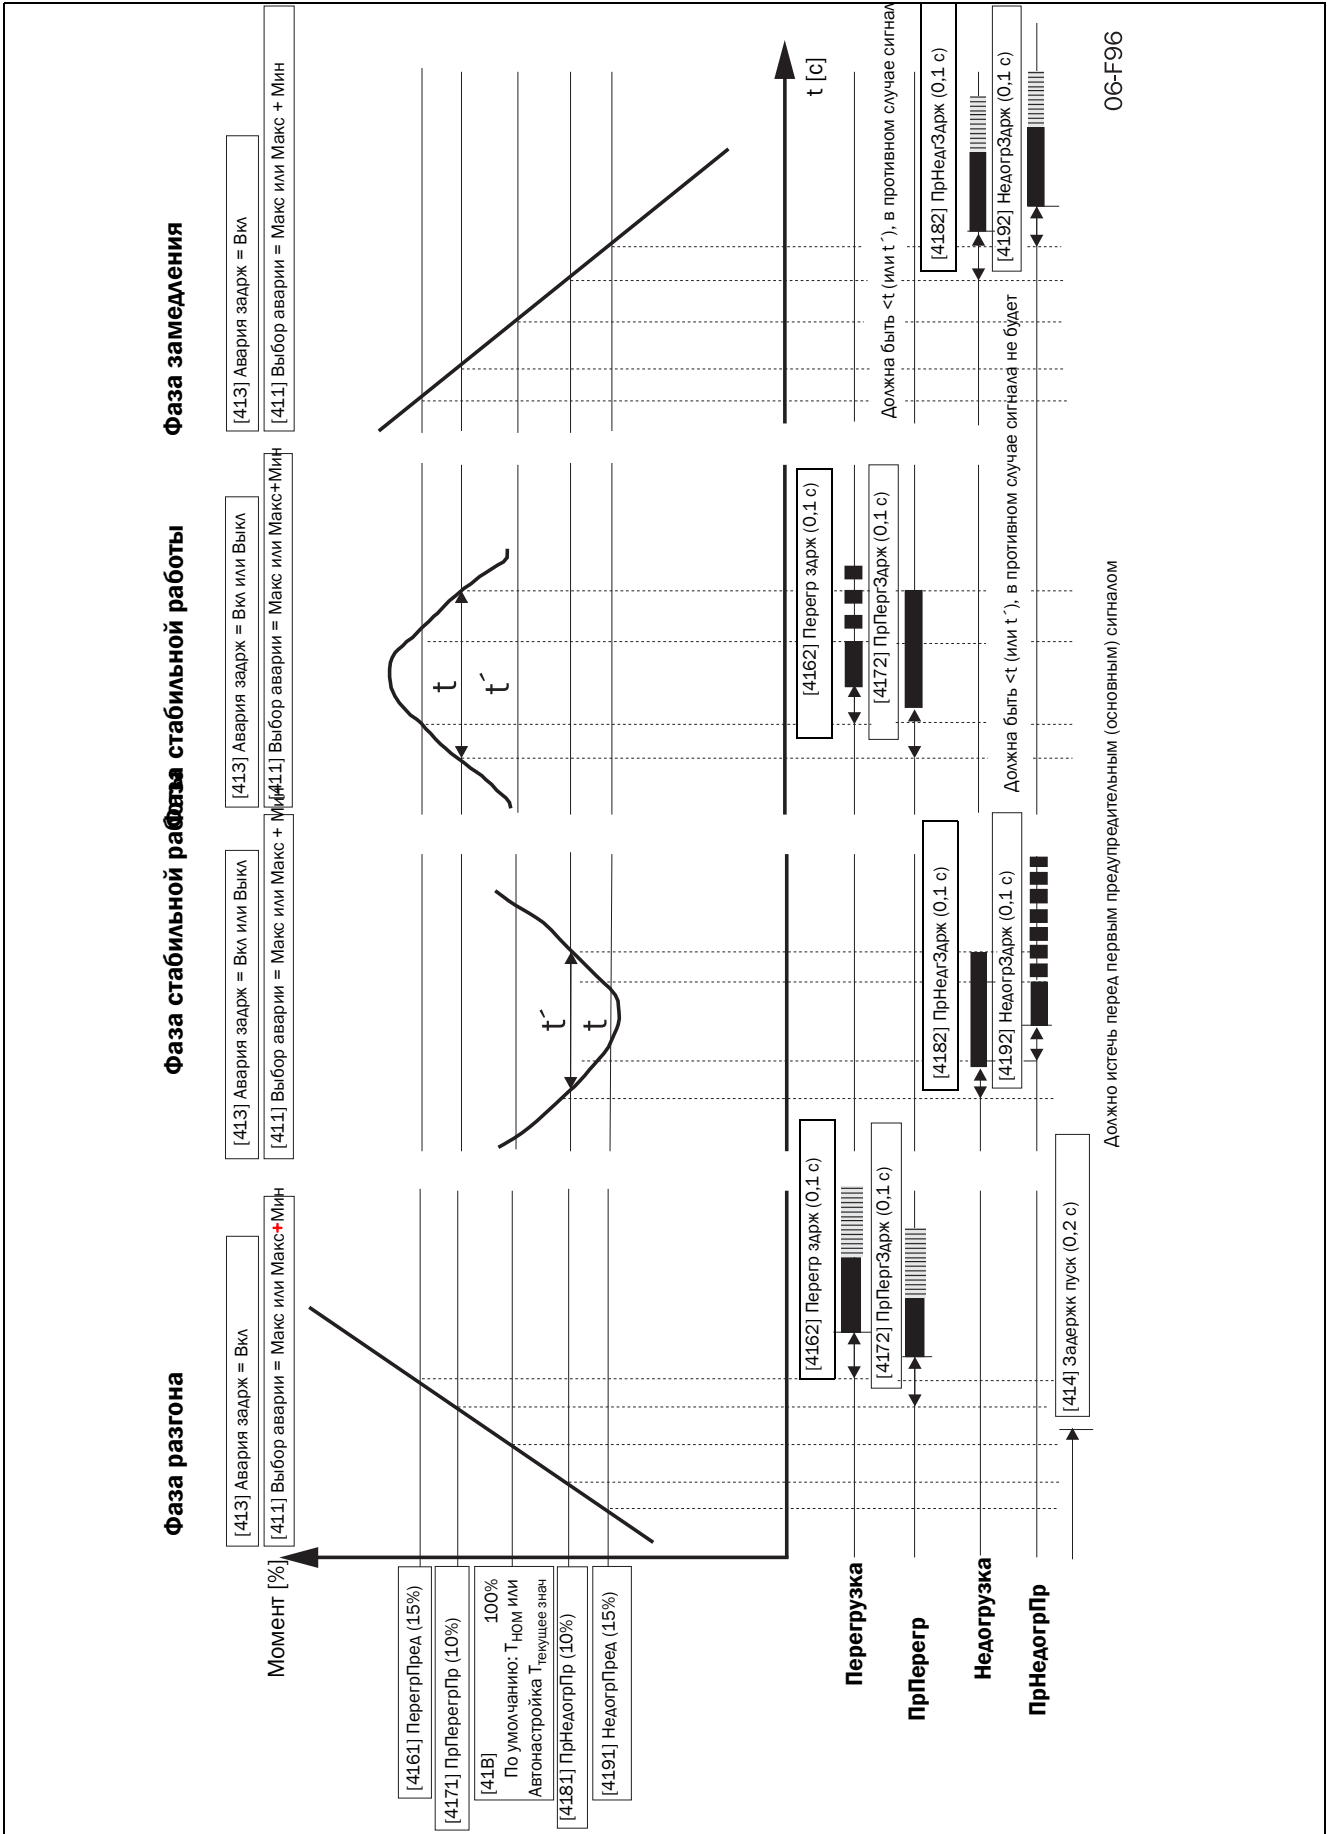 Фаза разгона
Фаза стабильной работы
Фаза стабильной работы
Фаза замедления
[413] Авария задрж = Вкл
[411] Выбор аварии = Макс или Макс+Мин
[413] Авария задрж = Вкл или Выкл
[411] Выбор аварии = Макс или Макс + Мин
[413] Авария задрж = Вкл или Выкл
[411] Выбор аварии = Макс или Макс+Мин
[413] Авария задрж = Вкл
[411] Выбор аварии = Макс или Макс + Мин
Момент [%]
[4161] ПерегрПред (15%)
[4171] ПрПерегрПр (10%)
[41B] 100%
По умолчанию: Tном или
Автонастройка Tтекущее знач
[4181] ПрНедогрПр (10%)
[4191] НедогрПред (15%)
t´
t
t
t´
t [с]
[4162] Перегр здрж (0,1 с)
[4172] ПрПергЗдрж (0,1 с)
[4162] Перегр здрж (0,1 с)
[4172] ПрПергЗдрж (0,1 с)
Должна быть <t (или t´), в противном случае сигнал
[4182] ПрНедгЗдрж (0,1 с)
[4192] НедогрЗдрж (0,1 с)
[4182] ПрНедгЗдрж (0,1 с)
[4192] НедогрЗдрж (0,1 с)
Должна быть <t (или t´), в противном случае сигнала не будет
Перегрузка
ПрПерегр
Недогрузка
ПрНедогрПр
[414] Задержк пуск (0,2 с)
Должно истечь перед первым предупредительным (основным) сигналом
06-F96